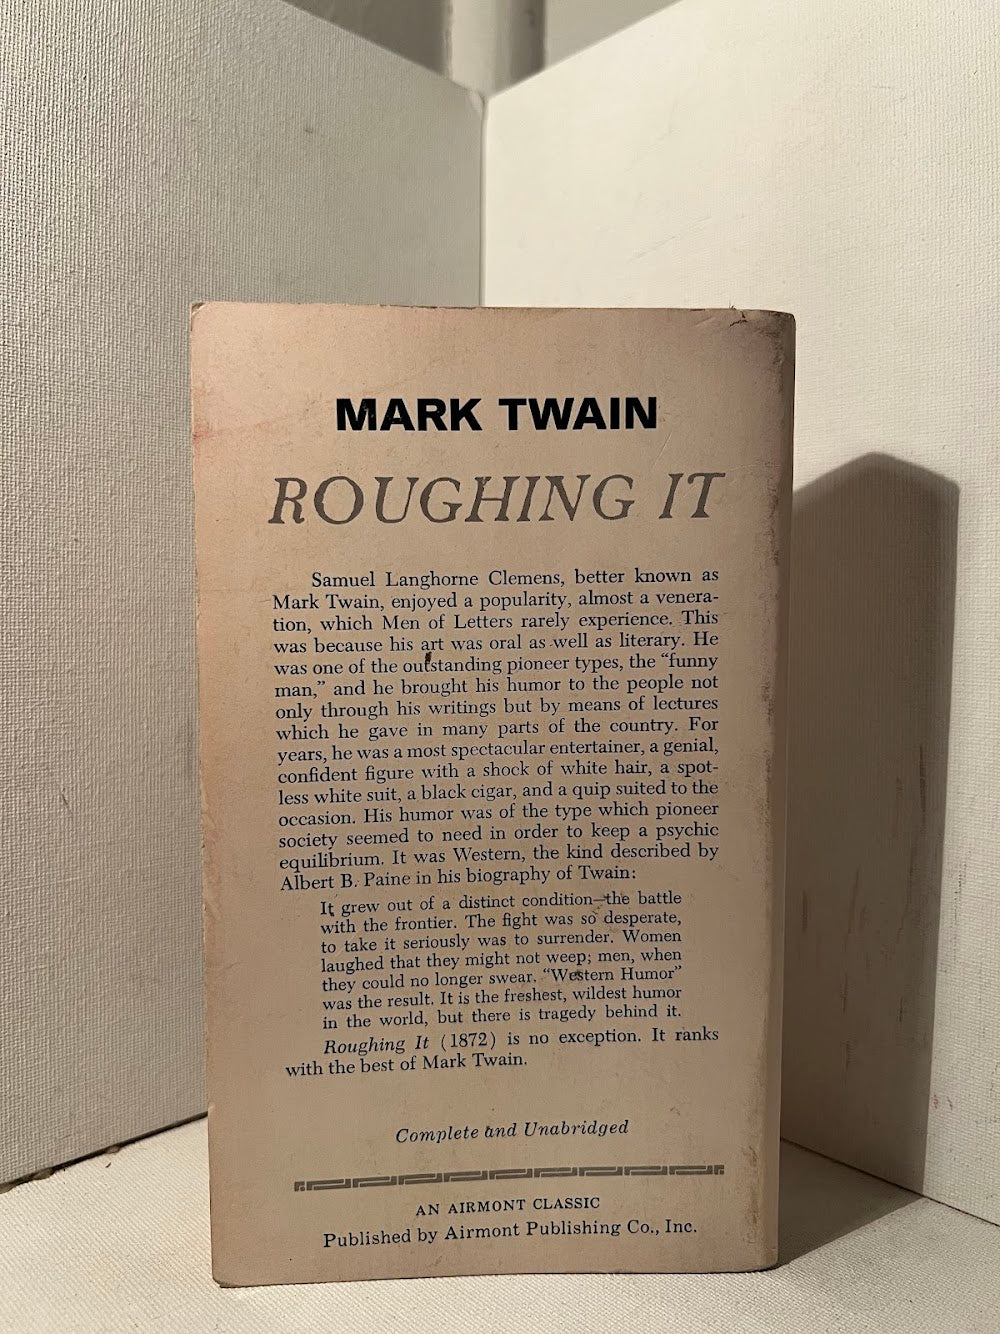 MARK TWAIN
ROUGHING IT
Samuel Langhorne Clemens, better known as
Mark Twain, enjoyed a popularity, almost a venera-
tion, which Men of Letters rarely experience. This
was because his art was oral as well as literary. He
was one of the outstanding pioneer types, the “funny
man,” and he brought his humor to the people not
only through his writings but by means of lectures
which he gave in many parts of the country. For
years, he was a most spectacular entertainer, a genial,
confident figure with a shock of white hair, a spot-
less white suit, a black cigar, and a quip suited to the
occasion. His humor was of the type which pioneer
society seemed to need in order to keep a psychic
equilibrium. It was Western, the kind described by
Albert B. Paine in his biography of Twain:
It grew out of a distinct condition—the battle
with the frontier. The fight was so desperate,
to take it seriously was to surrender. Women
laughed that they might not weep; men, when
they could no longer swear. “Western Humor”
was the result. It is the freshest, wildest humor
in the world, but there is tragedy behind it.
Roughing It (1872) is no exception. It ranks
with the best of Mark Twain.
Complete and Unabridged
AN AIRMONT CLASSIC
Published by Airmont Publishing Co., Inc.